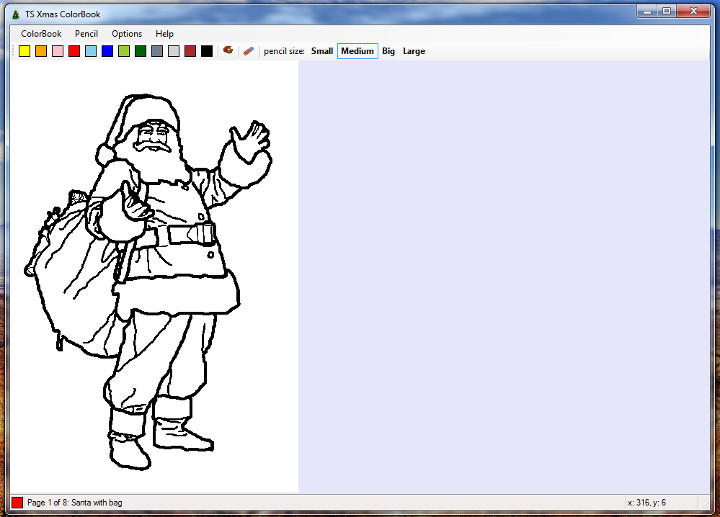 TS Xmas ColorBook
ColorBook Pencil Options Help
pencil size: Small Medium Big Large
Page 1 of 8: Santa with bag x: 316, y: 6